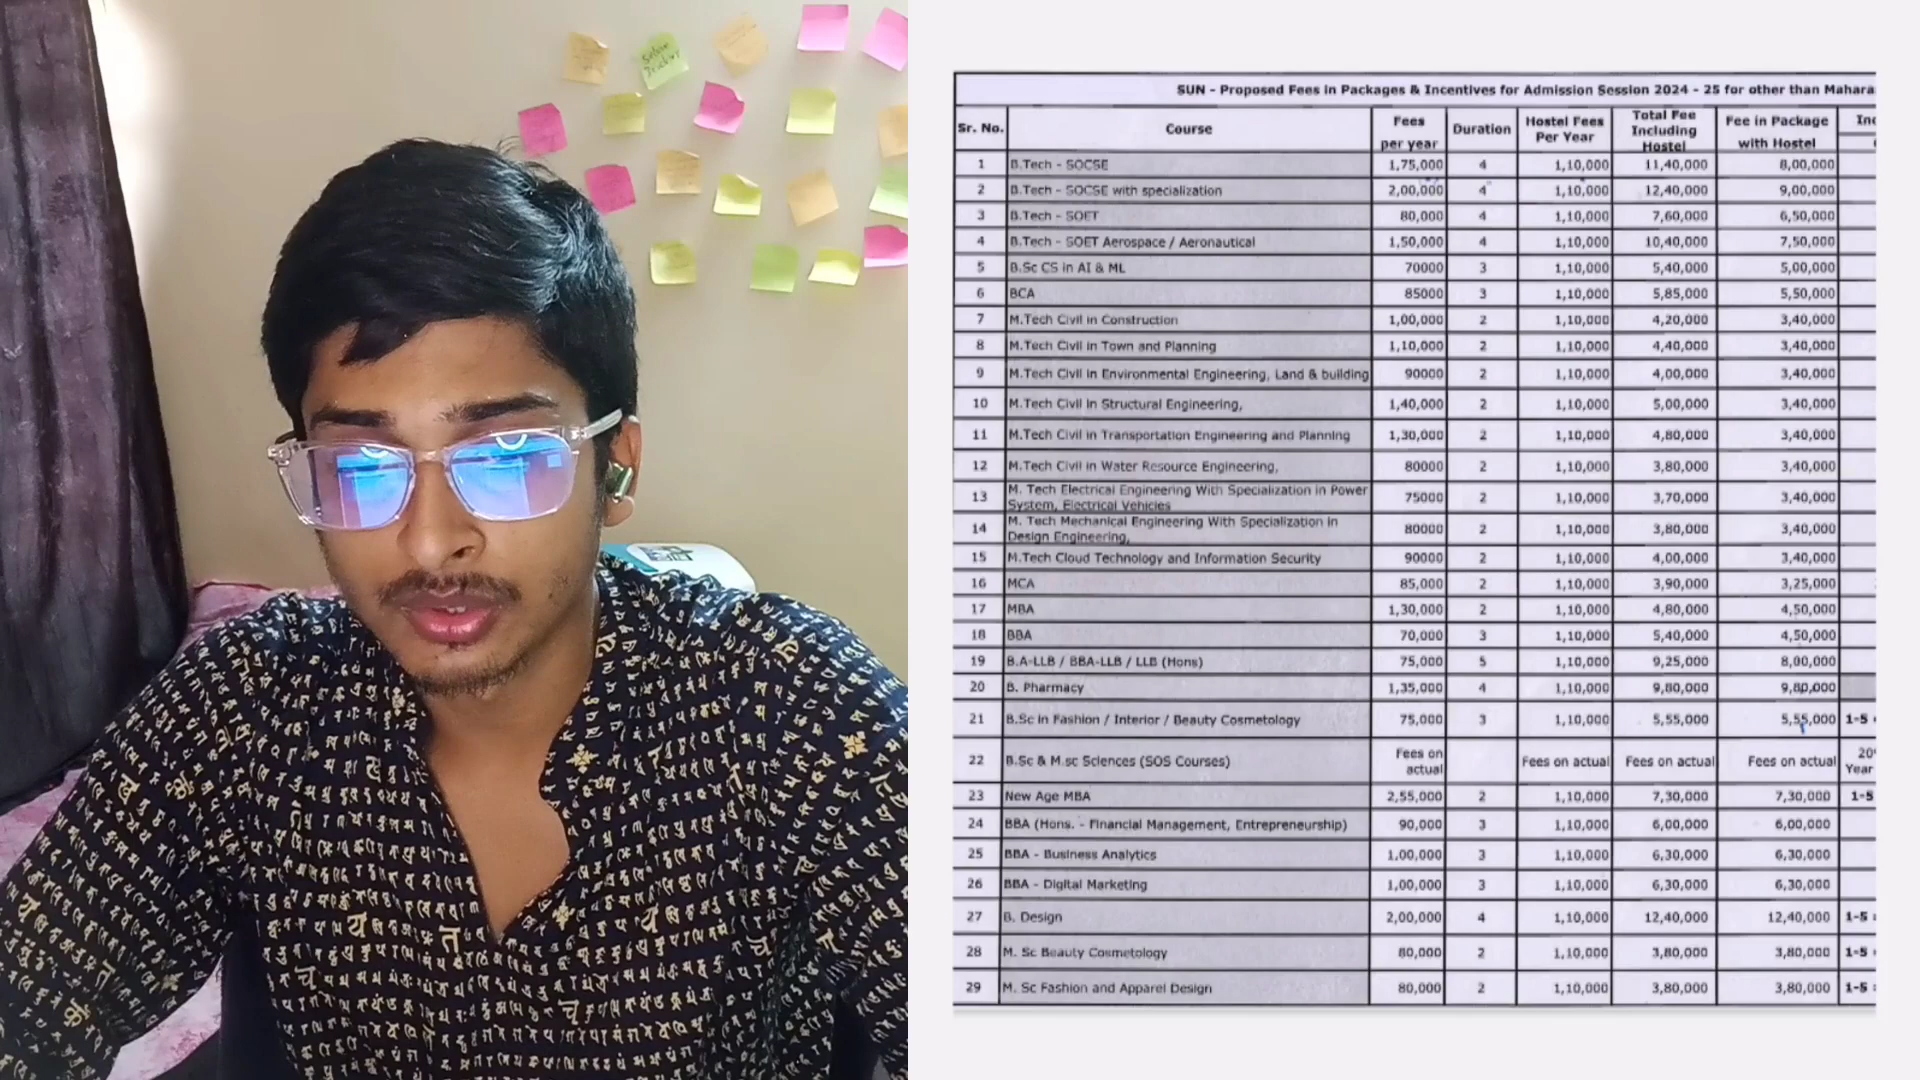 Solve
SUN - Proposed Fees in Packages & Incentives for Admission Session 2024 - 25 for other than Mahara
Sr. No. Course Fees per year Duration Hostel Fees Per Year Total Fee Including Hostel Fee in Package with Hostel Inc
1 B.Tech - SOCSE 1,75,000 4 1,10,000 11,40,000 8,00,000
2 B.Tech - SOCSE with specialization 2,00,000 4 1,10,000 12,40,000 9,00,000
3 B.Tech - SOET 80,000 4 1,10,000 7,60,000 6,50,000
4 B.Tech - SOET Aerospace / Aeronautical 1,50,000 4 1,10,000 10,40,000 7,50,000
5 B.Sc CS in AI & ML 70000 3 1,10,000 5,40,000 5,00,000
6 BCA 85000 3 1,10,000 5,85,000 5,50,000
7 M.Tech Civil in Construction 1,00,000 2 1,10,000 4,20,000 3,40,000
8 M.Tech Civil in Town and Planning 1,10,000 2 1,10,000 4,40,000 3,40,000
9 M.Tech Civil in Environmental Engineering, Land & building 90000 2 1,10,000 4,00,000 3,40,000
10 M.Tech Civil in Structural Engineering, 1,40,000 2 1,10,000 5,00,000 3,40,000
11 M.Tech Civil in Transportation Engineering and Planning 1,30,000 2 1,10,000 4,80,000 3,40,000
12 M.Tech Civil in Water Resource Engineering, 80000 2 1,10,000 3,80,000 3,40,000
13 M. Tech Electrical Engineering With Specialization in Power System, Electrical Vehicles 75000 2 1,10,000 3,70,000 3,40,000
14 M. Tech Mechanical Engineering With Specialization in Design Engineering, 80000 2 1,10,000 3,80,000 3,40,000
15 M.Tech Cloud Technology and Information Security 90000 2 1,10,000 4,00,000 3,40,000
16 MCA 85,000 2 1,10,000 3,90,000 3,25,000
17 MBA 1,30,000 2 1,10,000 4,80,000 4,50,000
18 BBA 70,000 3 1,10,000 5,40,000 4,50,000
19 B.A-LLB / BBA-LLB / LLB (Hons) 75,000 5 1,10,000 9,25,000 8,00,000
20 B. Pharmacy 1,35,000 4 1,10,000 9,80,000 9,80,000
21 B.Sc in Fashion / Interior / Beauty Cosmetology 75,000 3 1,10,000 5,55,000 5,55,000 1-5
22 B.Sc & M.sc Sciences (SOS Courses) Fees on actual Fees on actual Fees on actual Fees on actual 20 Year
23 New Age MBA 2,55,000 2 1,10,000 7,30,000 7,30,000 1-5
24 BBA (Hons. - Financial Management, Entrepreneurship) 90,000 3 1,10,000 6,00,000 6,00,000
25 BBA - Business Analytics 1,00,000 3 1,10,000 6,30,000 6,30,000
26 BBA - Digital Marketing 1,00,000 3 1,10,000 6,30,000 6,30,000
27 B. Design 2,00,000 4 1,10,000 12,40,000 12,40,000 1-5
28 M. Sc Beauty Cosmetology 80,000 2 1,10,000 3,80,000 3,80,000 1-5
29 M. Sc Fashion and Apparel Design 80,000 2 1,10,000 3,80,000 3,80,000 1-5